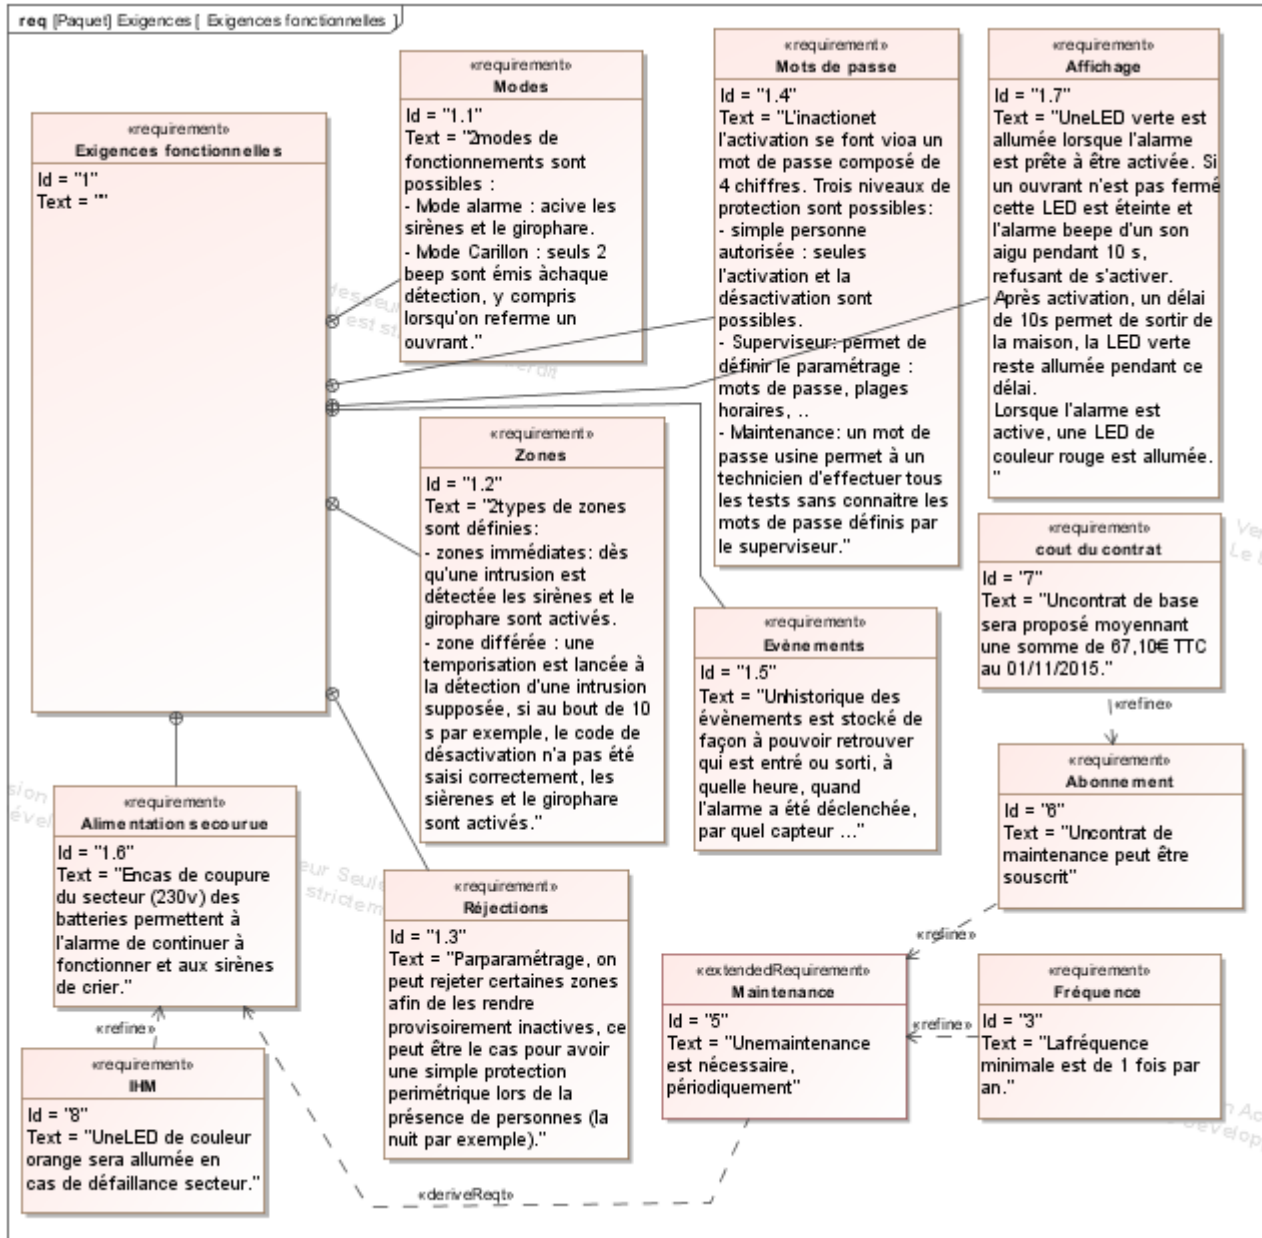 req [Paquet] Exigences [ Exigences fonctionnelles ]
«requirement»
Exigences fonctionnelles
Id = "1"
Text = ""
«requirement»
Modes
Id = "1.1"
Text = "2modes de
fonctionnements sont
possibles :
- Mode alarme : acive les
sirènes et le girophare.
- Mode Carillon : seuls 2
beep sont émis àchaque
détection, y compris
lorsqu'on referme un
ouvrant."
«requirement»
Mots de passe
Id = "1.4"
Text = "L'inactionet
l'activation se font vioa un
mot de passe composé de
4 chiffres. Trois niveaux de
protection sont possibles:
- simple personne
autorisée : seules
l'activation et la
désactivation sont
possibles.
- Superviseur: permet de
définir le paramétrage :
mots de passe, plages
horaires, ..
- Maintenance: un mot de
passe usine permet à un
technicien d'effectuer tous
les tests sans connaitre les
mots de passe définis par
le superviseur."
«requirement»
Affichage
Id = "1.7"
Text = "UneLED verte est
allumée lorsque l'alarme
est prête à être activée. Si
un ouvrant n'est pas fermé
cette LED est éteinte et
l'alarme beepe d'un son
aigu pendant 10 s,
refusant de s'activer.
Après activation, un délai
de 10s permet de sortir de
la maison, la LED verte
reste allumée pendant ce
délai.
Lorsque l'alarme est
active, une LED de
couleur rouge est allumée.
"
«requirement»
Zones
Id = "1.2"
Text = "2types de zones
sont définies:
- zones immédiates: dès
qu'une intrusion est
détectée les sirènes et le
girophare sont activés.
- zone différée : une
temporisation est lancée à
la détection d'une intrusion
supposée, si au bout de 10
s par exemple, le code de
désactivation n'a pas été
saisi correctement, les
sièrenes et le girophare
sont activés."
«requirement»
Evènements
Id = "1.5"
Text = "Unhistorique des
évènements est stocké de
façon à pouvoir retrouver
qui est entré ou sorti, à
quelle heure, quand
l'alarme a été déclenchée,
par quel capteur ..."
«requirement»
cout du contrat
Id = "7"
Text = "Uncontrat de base
sera proposé moyennant
une somme de 67,10€ TTC
au 01/11/2015."
«refine»
«requirement»
Abonnement
Id = "6"
Text = "Uncontrat de
maintenance peut être
souscrit"
«refine»
«requirement»
Alimentation secourue
Id = "1.6"
Text = "Encas de coupure
du secteur (230v) des
batteries permettent à
l'alarme de continuer à
fonctionner et aux sirènes
de crier."
«refine»
«requirement»
IHM
Id = "8"
Text = "UneLED de couleur
orange sera allumée en
cas de défaillance secteur."
«requirement»
Réjections
Id = "1.3"
Text = "Parparamétrage, on
peut rejeter certaines zones
afin de les rendre
provisoirement inactives, ce
peut être le cas pour avoir
une simple protection
perimétrique lors de la
présence de personnes (la
nuit par exemple)."
«extendedRequirement»
Maintenance
Id = "5"
Text = "Unemaintenance
est nécessaire,
périodiquement"
«refine»
«requirement»
Fréquence
Id = "3"
Text = "Lafréquence
minimale est de 1 fois par
an."
«deriveReqt»